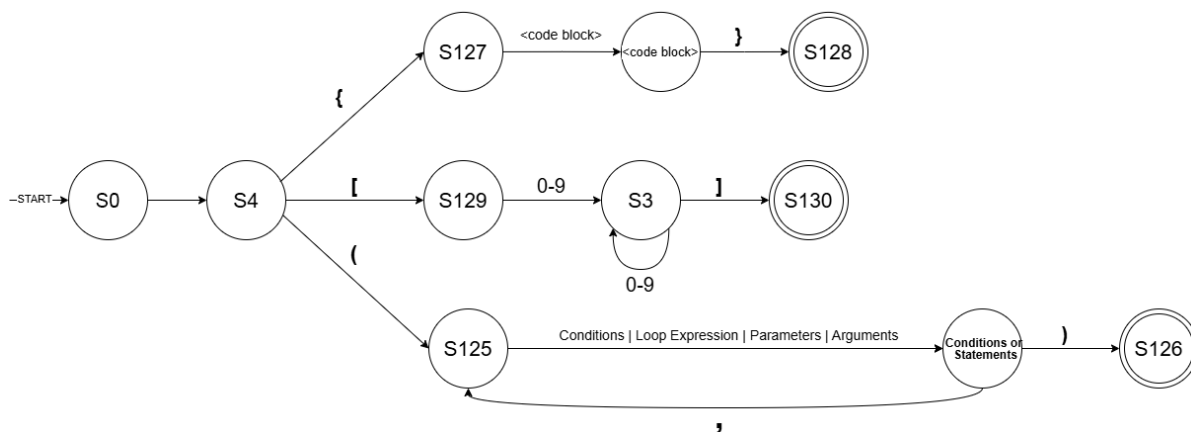 <code block>
S127
<code block>
}
S128
{
START
S0
S4
[
S129
0-9
S3
]
S130
(
0-9
S125
Conditions | Loop Expression | Parameters | Arguments
Conditions or
Statements
)
S126
,